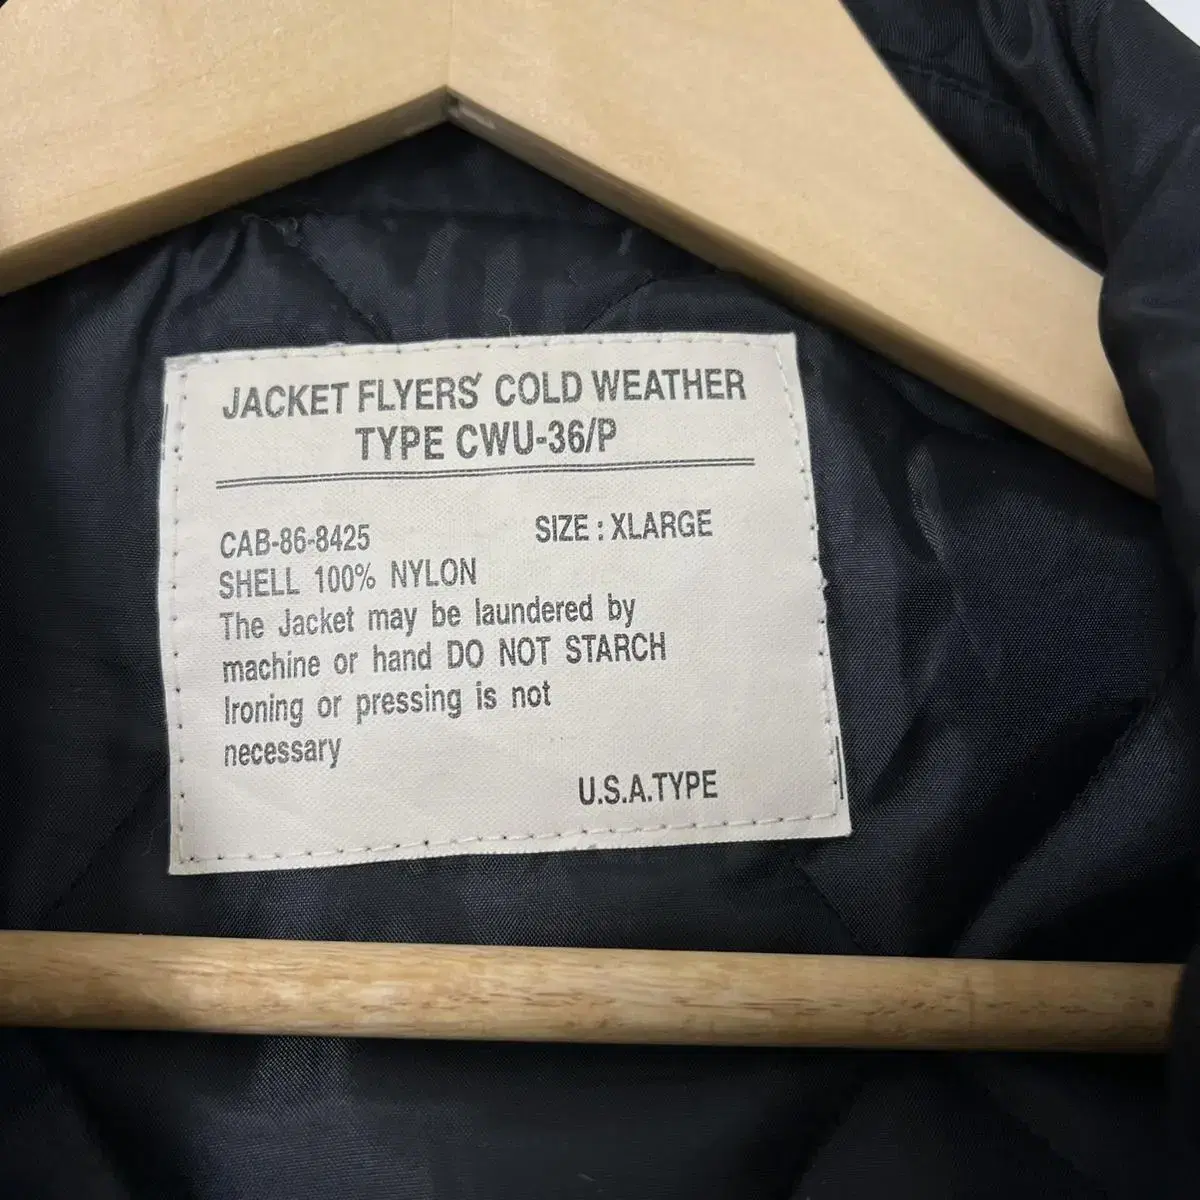 JACKET FLYERS' COLD WEATHER
TYPE CWU-36/P
CAB-86-8425 SIZE : XLARGE
SHELL 100% NYLON
The Jacket may be laundered by
machine or hand DO NOT STARCH
Ironing or pressing is not
necessary
U.S.A.TYPE